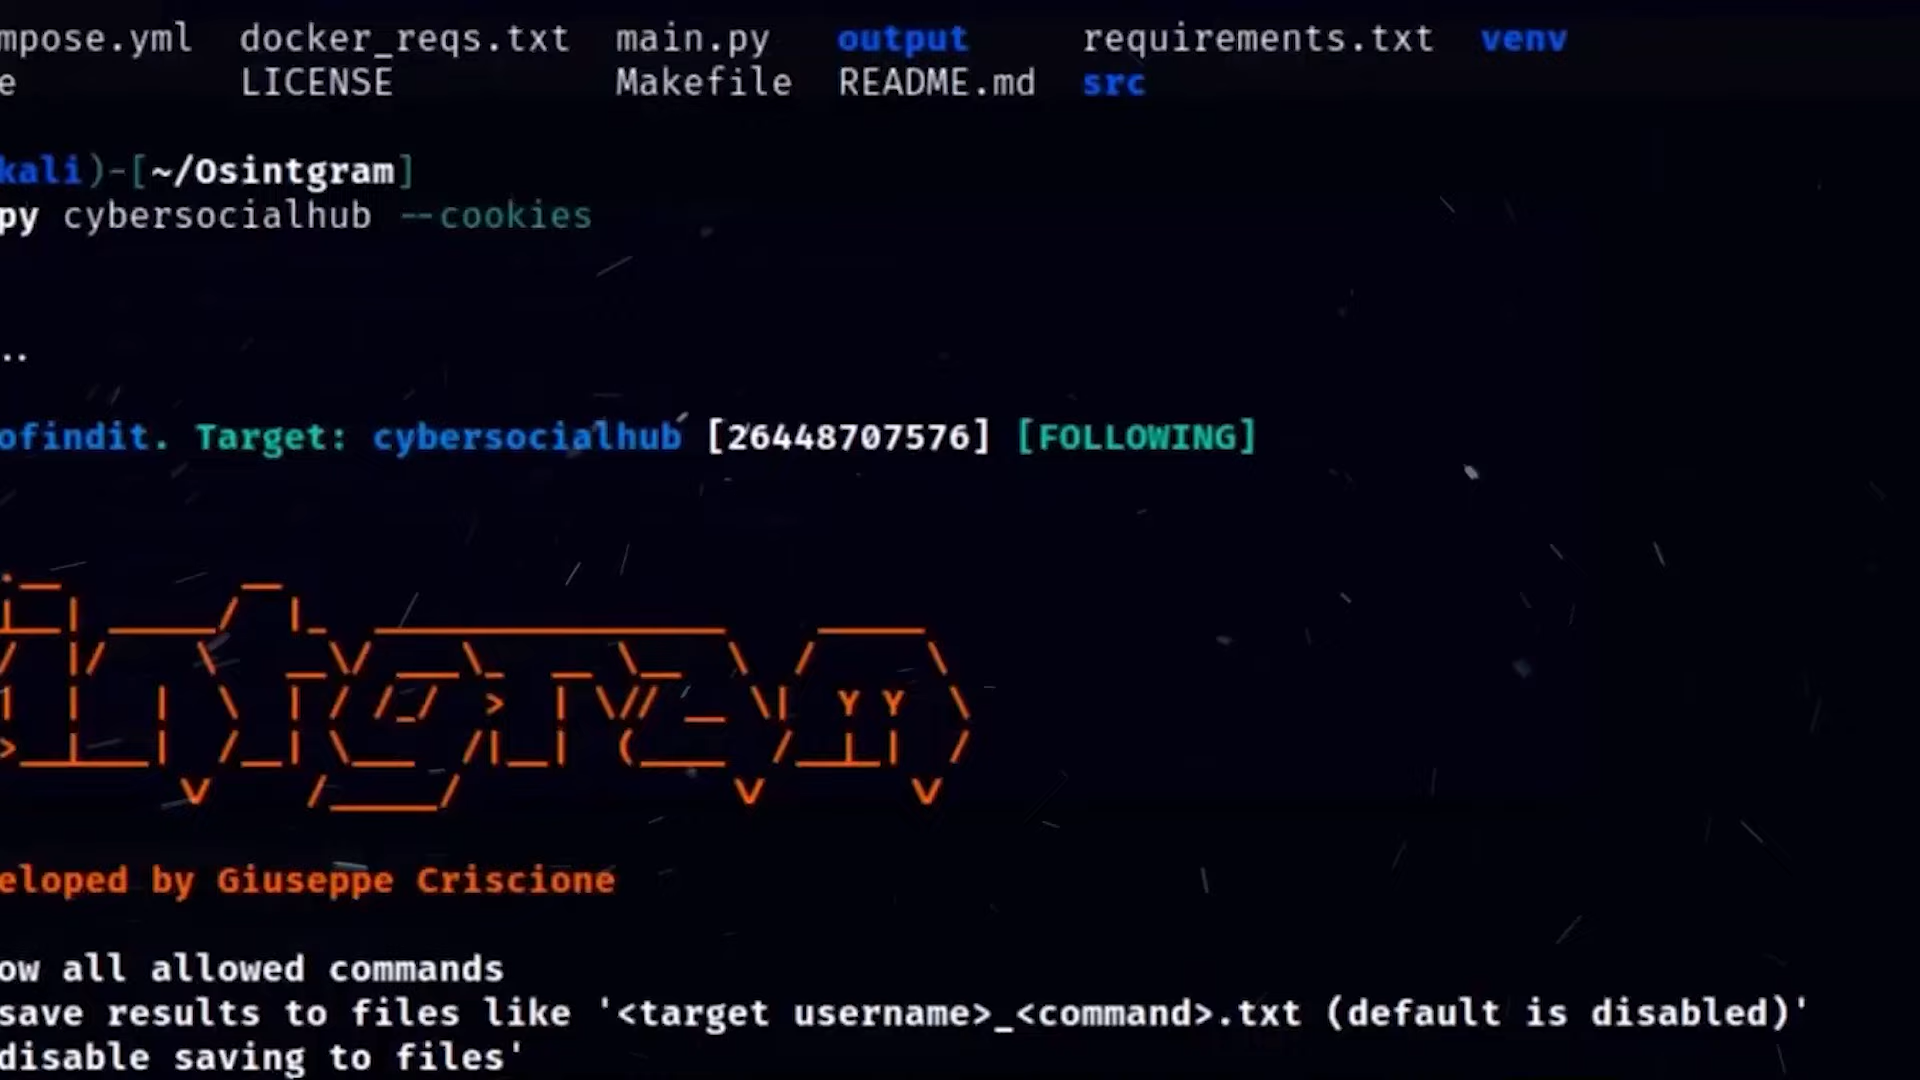 mpose.yml docker_reqs.txt main.py output requirements.txt venv
e LICENSE Makefile README.md src
kali)-[~/Osintgram]
py cybersocialhub --cookies
..
ofindit. Target: cybersocialhub [26448707576] [FOLLOWING]
eloped by Giuseppe Criscione
ow all allowed commands
save results to files like '<target username>_<command>.txt (default is disabled)'
disable saving to files'